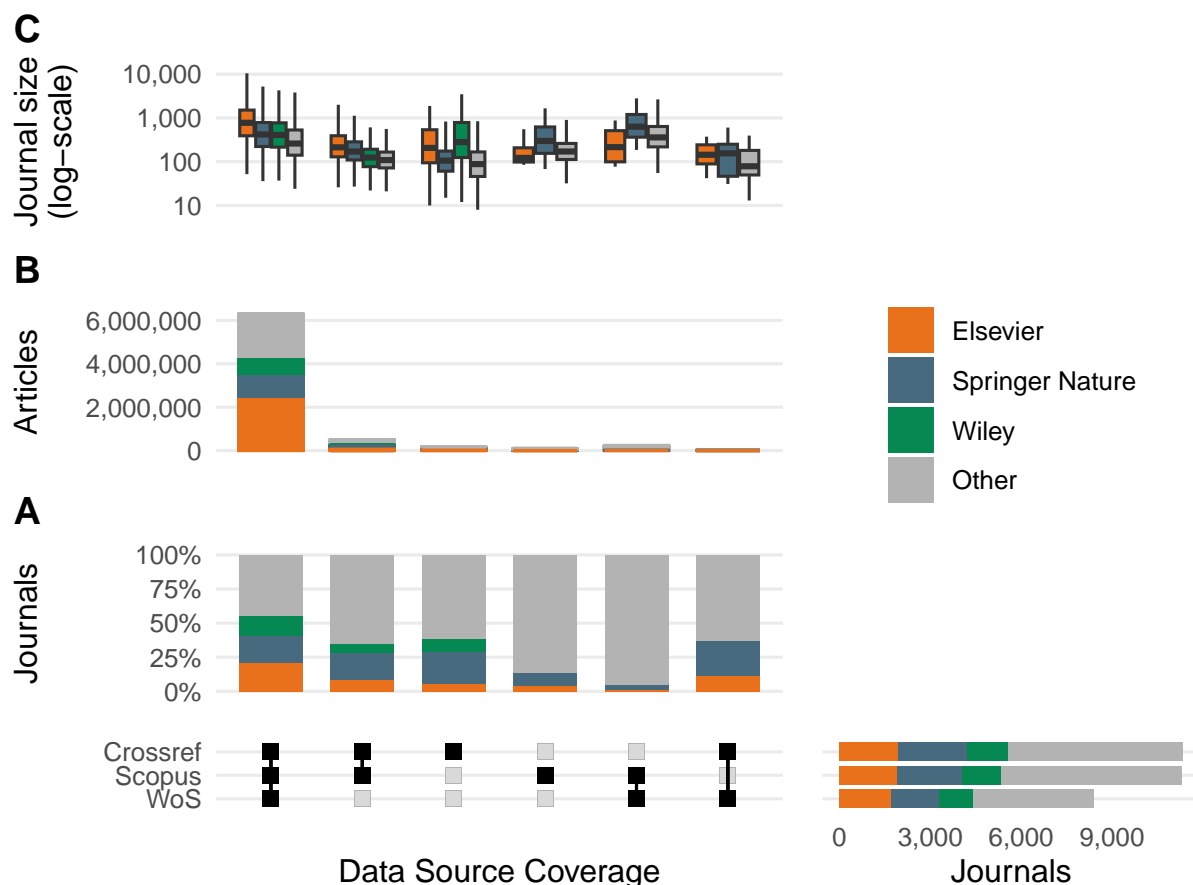 C
Journal size
(log−scale)
10,000
1,000
100
10
B
Articles
6,000,000
4,000,000
2,000,000
0
Elsevier
Springer Nature
Wiley
Other
A
Journals
100%
75%
50%
25%
0%
Crossref
Scopus
WoS
0 3,000 6,000 9,000
Data Source Coverage
Journals